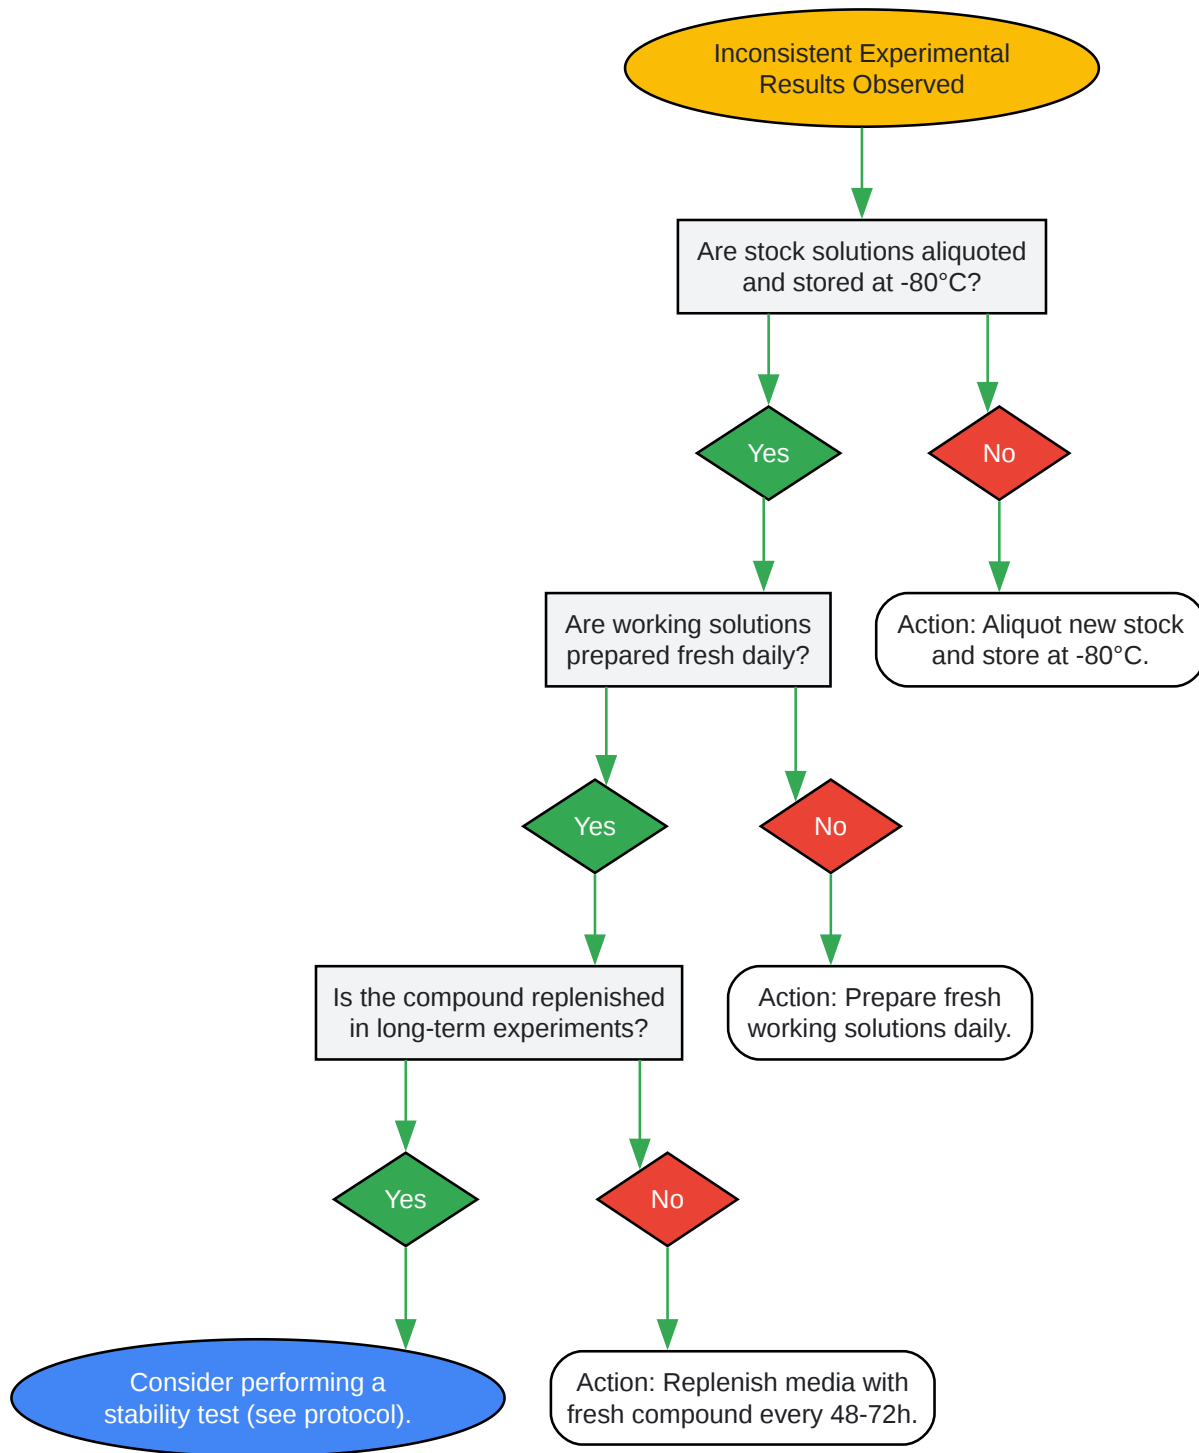 Inconsistent Experimental
Results Observed
Are stock solutions aliquoted
and stored at -80°C?
Yes
No
Are working solutions
prepared fresh daily?
Action: Aliquot new stock
and store at -80°C.
Yes
No
Is the compound replenished
in long-term experiments?
Action: Prepare fresh
working solutions daily.
Yes
No
Consider performing a
stability test (see protocol).
Action: Replenish media with
fresh compound every 48-72h.